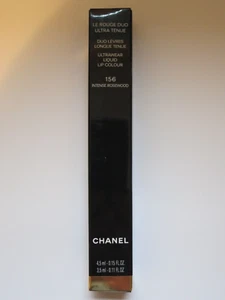 LE ROUGE DUO
ULTRA TENUE
DUO LÈVRES
LONGUE TENUE
ULTRAWEAR
LIQUID
LIP COLOUR
156
INTENSE ROSEWOOD
CHANEL
4.5 ml - 0.15 FL.OZ.
3.5 ml - 0.11 FL.OZ.